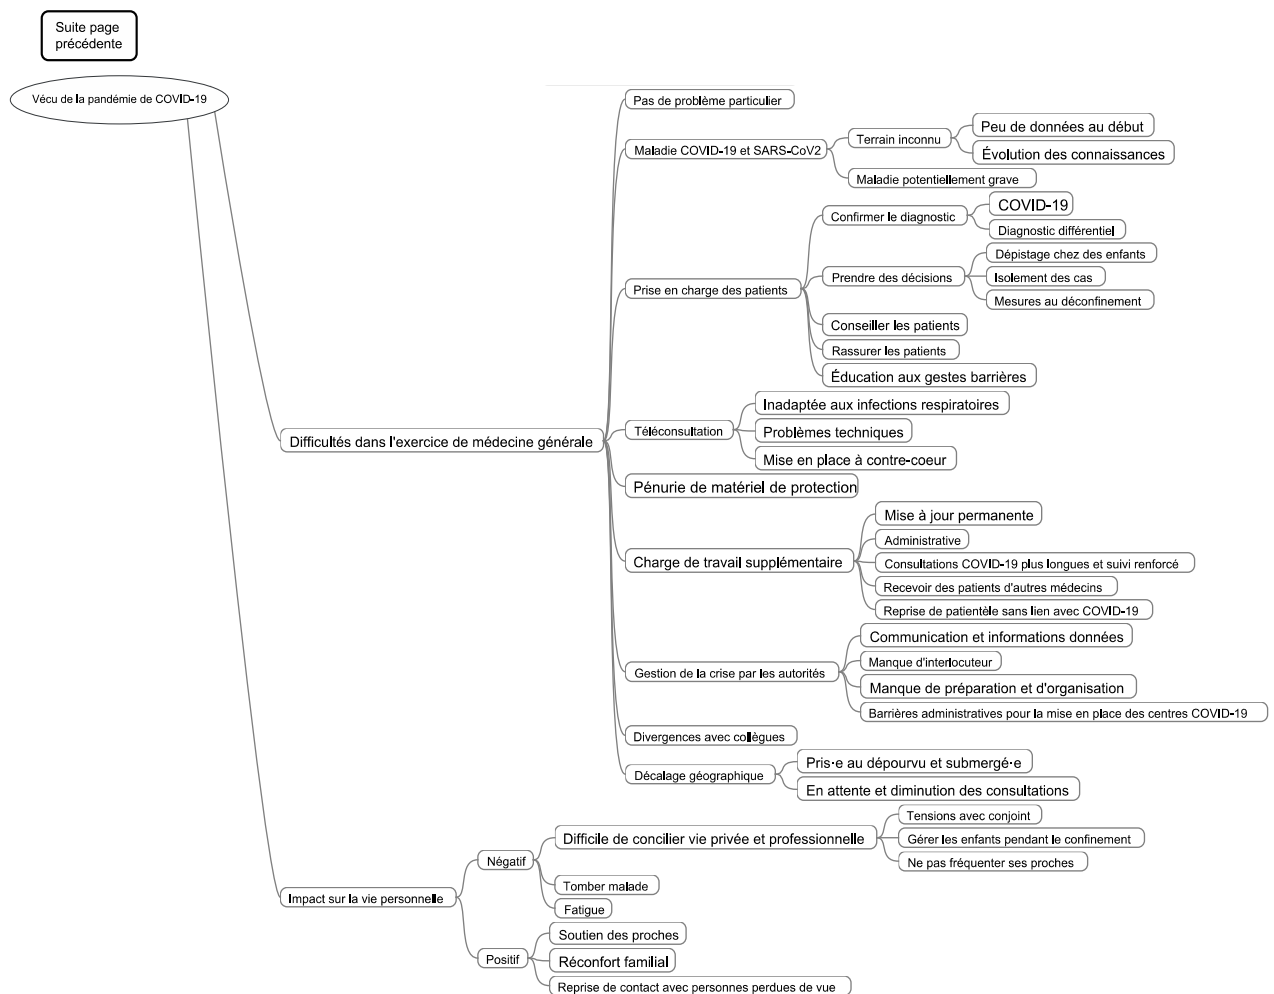 Suite page
précédente
Vécu de la pandémie de COVID-19
Difficultés dans l'exercice de médecine générale
Pas de problème particulier
Maladie COVID-19 et SARS-CoV2
Terrain inconnu
Peu de données au début
Évolution des connaissances
Maladie potentiellement grave
Prise en charge des patients
Confirmer le diagnostic
COVID-19
Diagnostic différentiel
Prendre des décisions
Dépistage chez des enfants
Isolement des cas
Mesures au déconfinement
Conseiller les patients
Rassurer les patients
Éducation aux gestes barrières
Téléconsultation
Inadaptée aux infections respiratoires
Problèmes techniques
Mise en place à contre-coeur
Pénurie de matériel de protection
Charge de travail supplémentaire
Mise à jour permanente
Administrative
Consultations COVID-19 plus longues et suivi renforcé
Recevoir des patients d'autres médecins
Reprise de patientèle sans lien avec COVID-19
Gestion de la crise par les autorités
Communication et informations données
Manque d'interlocuteur
Manque de préparation et d'organisation
Barrières administratives pour la mise en place des centres COVID-19
Divergences avec collègues
Décalage géographique
Pris·e au dépourvu et submergé·e
En attente et diminution des consultations
Impact sur la vie personnelle
Négatif
Difficile de concilier vie privée et professionnelle
Tensions avec conjoint
Gérer les enfants pendant le confinement
Ne pas fréquenter ses proches
Tomber malade
Fatigue
Positif
Soutien des proches
Réconfort familial
Reprise de contact avec personnes perdues de vue